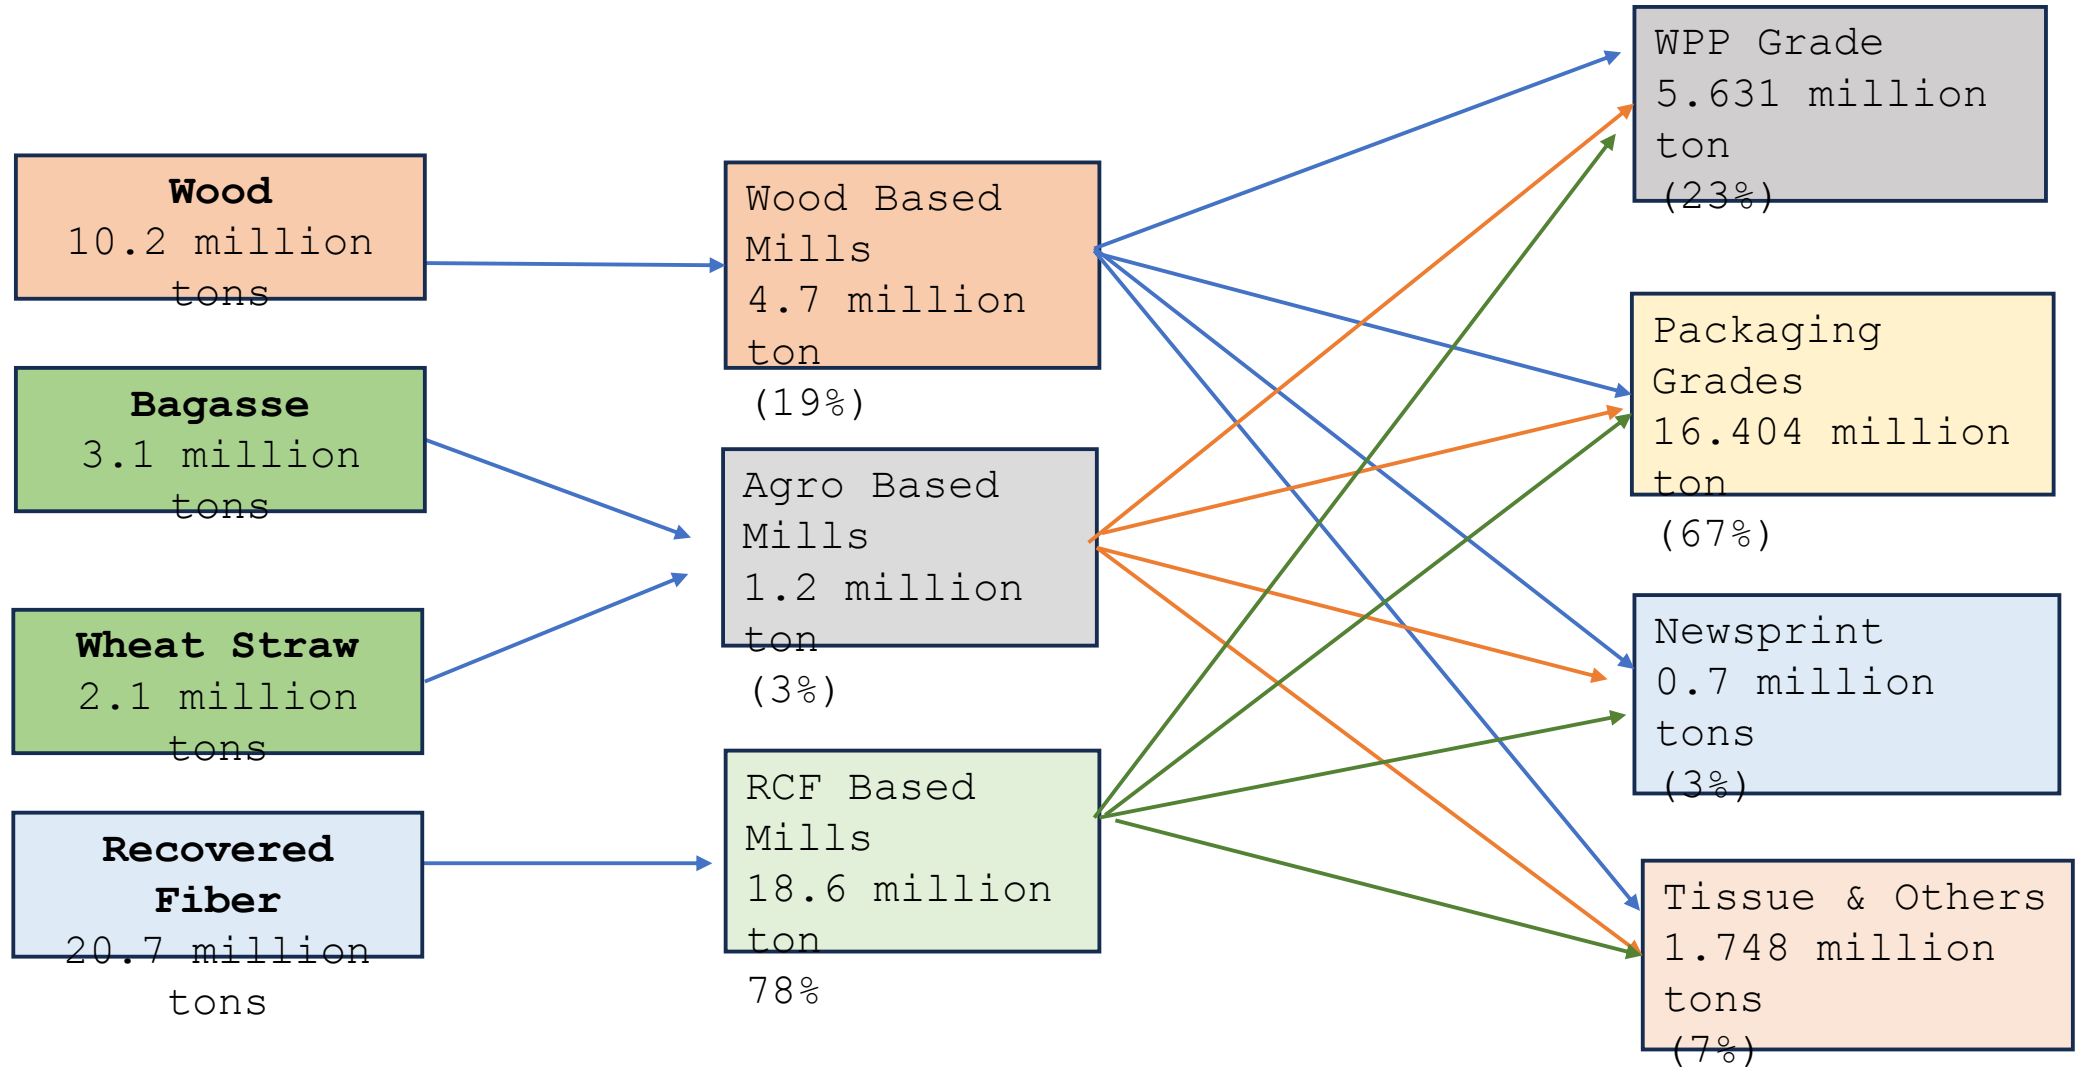 Wood
10.2 million
tons
Bagasse
3.1 million
tons
Wheat Straw
2.1 million
tons
Recovered
Fiber
20.7 million
tons
Wood Based
Mills
4.7 million
ton
(19%)
Agro Based
Mills
1.2 million
ton
(3%)
RCF Based
Mills
18.6 million
ton
78%
WPP Grade
5.631 million
ton
(23%)
Packaging
Grades
16.404 million
ton
(67%)
Newsprint
0.7 million
tons
(3%)
Tissue & Others
1.748 million
tons
(7%)